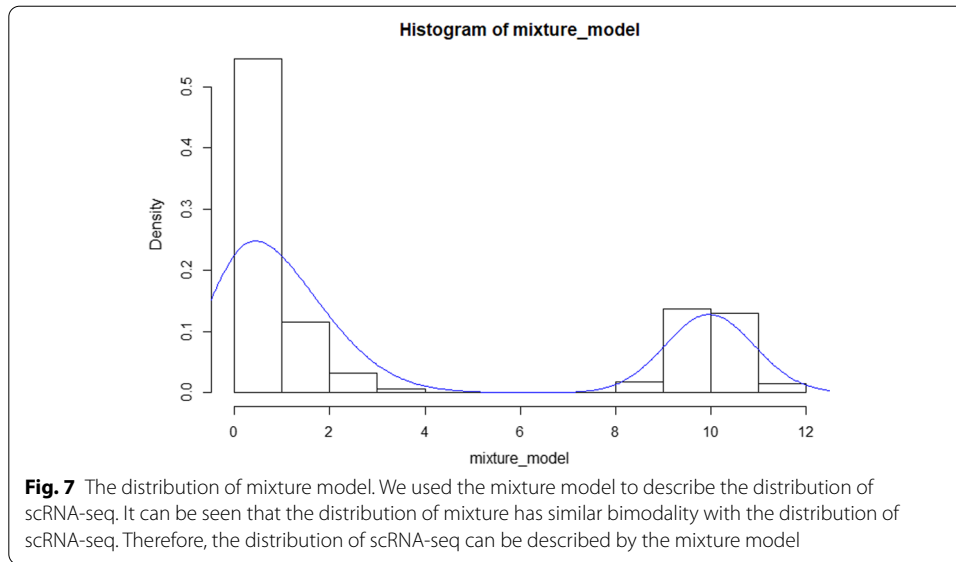 Histogram of mixture_model
Density
0.5
0.4
0.3
0.2
0.1
0.0
0 2 4 6 8 10 12
mixture_model
Fig. 7 The distribution of mixture model. We used the mixture model to describe the distribution of
scRNA-seq. It can be seen that the distribution of mixture has similar bimodality with the distribution of
scRNA-seq. Therefore, the distribution of scRNA-seq can be described by the mixture model